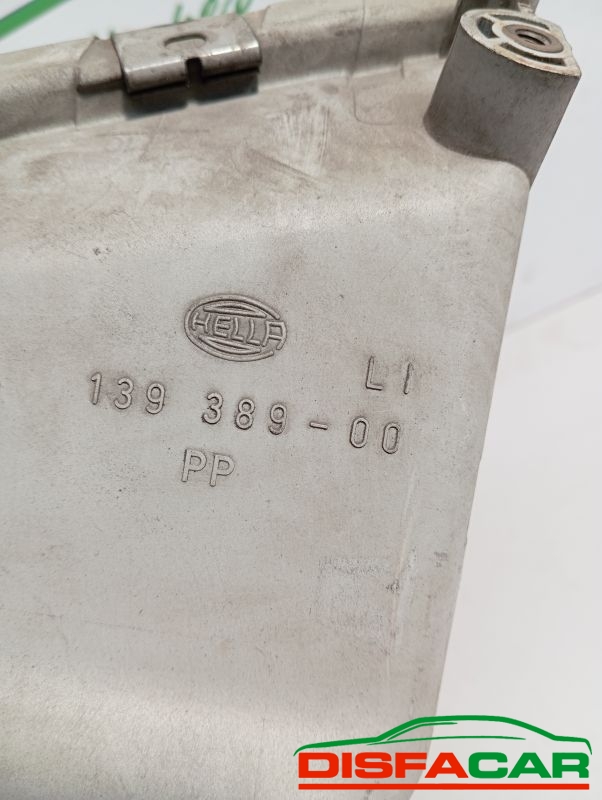 HELLA
LI
139 389-00
PP
DISFACAR